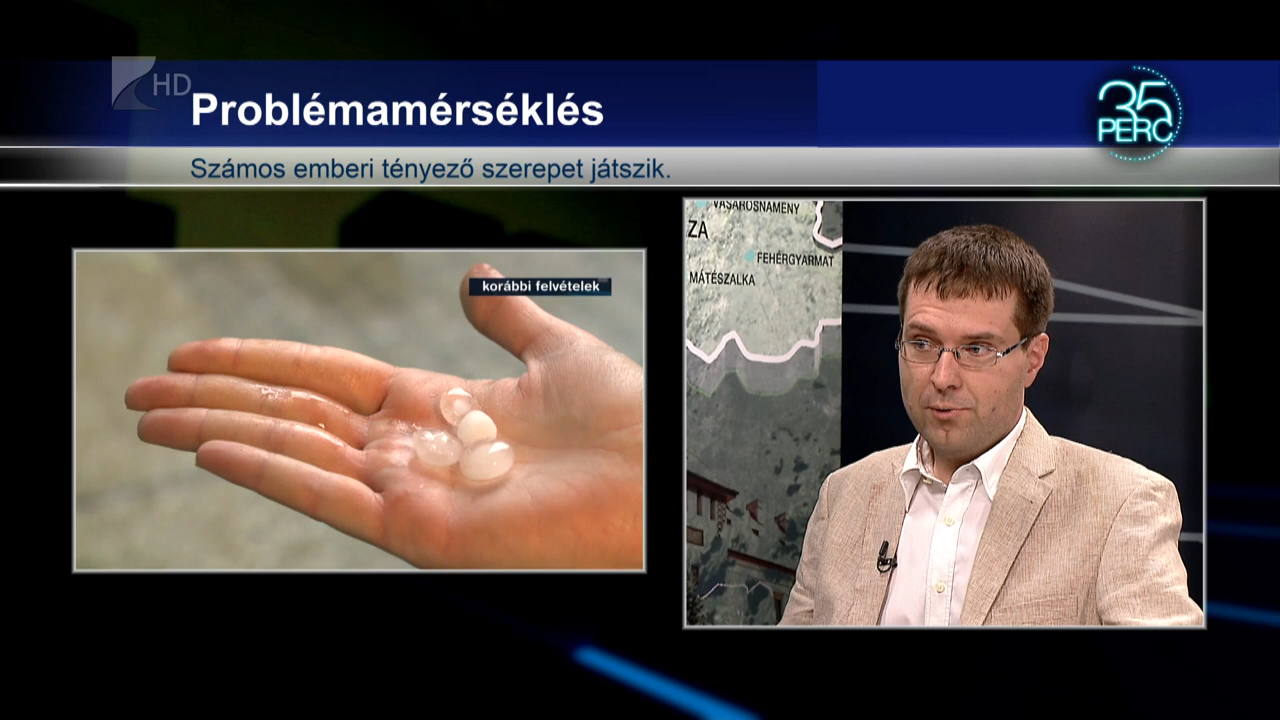 HD
Problémamérséklés
35
PERC
Számos emberi tényező szerepet játszik.
korábbi felvételek
VÁSÁROSNAMÉNY
ZA
FEHÉRGYARMAT
MÁTÉSZALKA